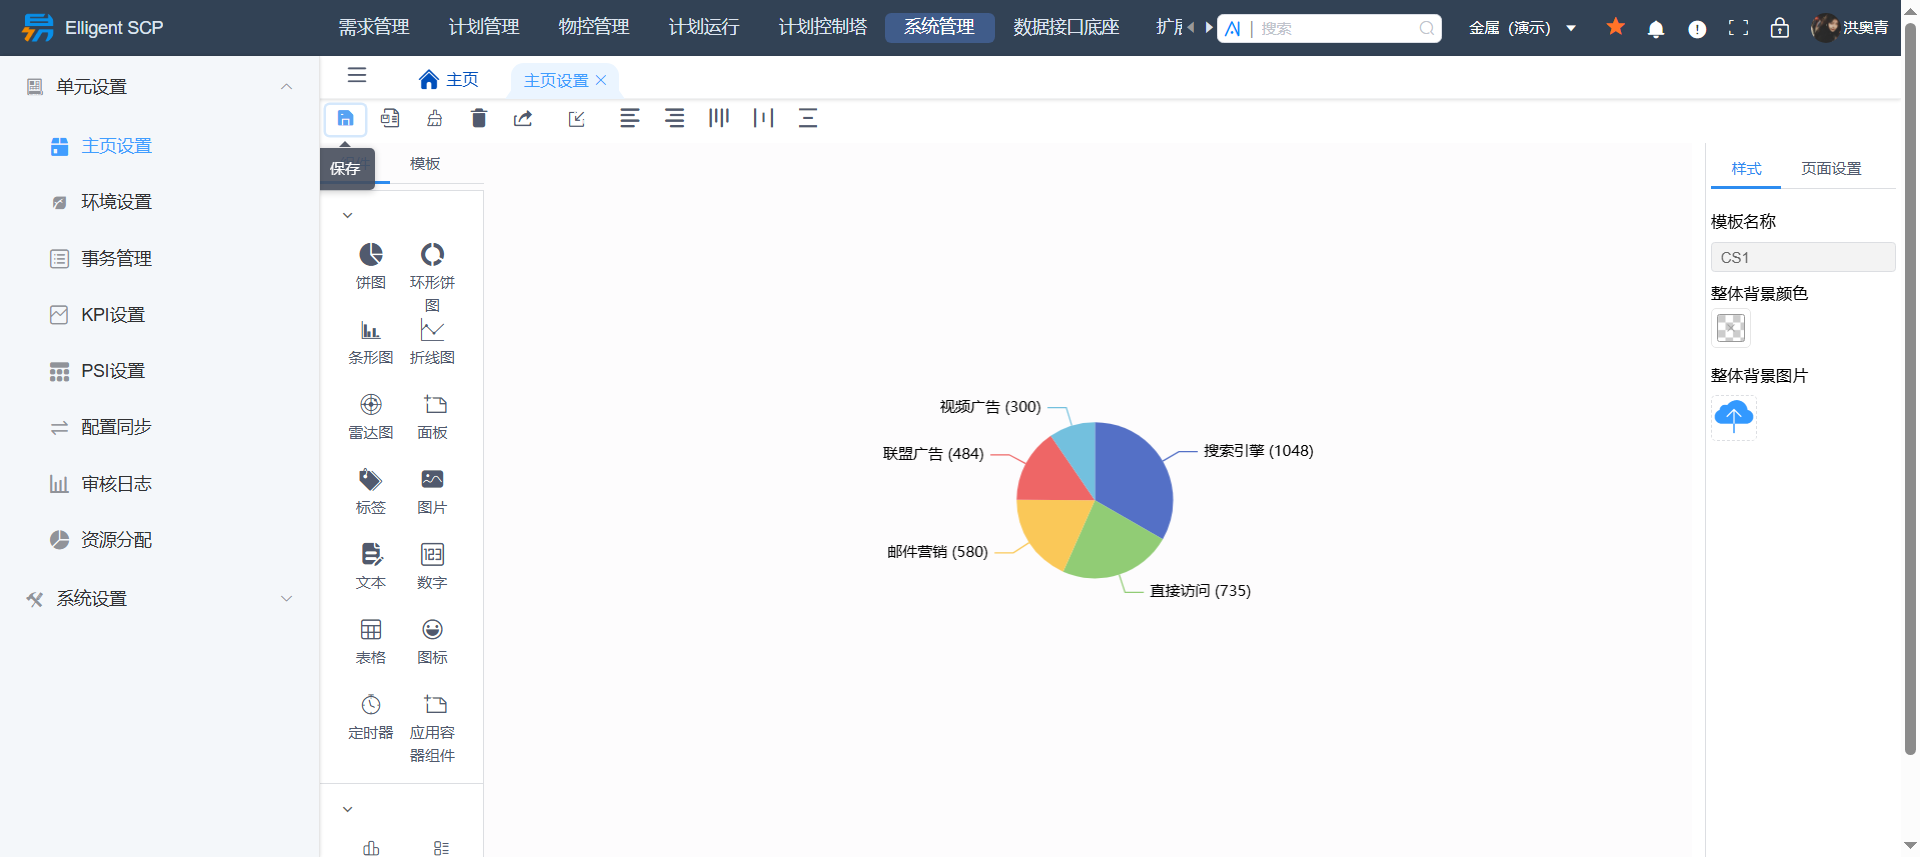 Elligent SCP
需求管理
计划管理
物控管理
计划运行
计划控制塔
系统管理
数据接口底座
AI | 搜索
金属（演示）
洪奥青
单元设置
主页设置
环境设置
事务管理
KPI设置
PSI设置
配置同步
审核日志
资源分配
系统设置
主页
主页设置
保存
模板
饼图
环形饼
图
条形图
折线图
雷达图
面板
标签
图片
文本
数字
表格
图标
定时器
应用容
器组件
视频广告 (300)
联盟广告 (484)
搜索引擎 (1048)
邮件营销 (580)
直接访问 (735)
样式
页面设置
模板名称
CS1
整体背景颜色
整体背景图片